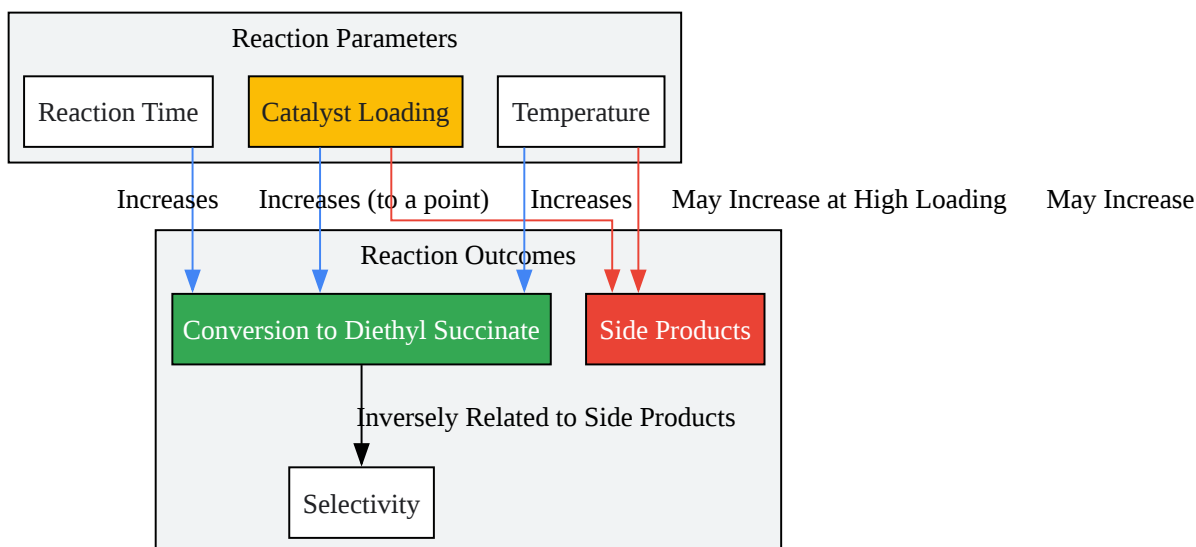 Reaction Parameters
Reaction Time
Catalyst Loading
Temperature
Increases
Increases (to a point)
Increases
May Increase at High Loading
May Increase
Reaction Outcomes
Conversion to Diethyl Succinate
Side Products
Inversely Related to Side Products
Selectivity